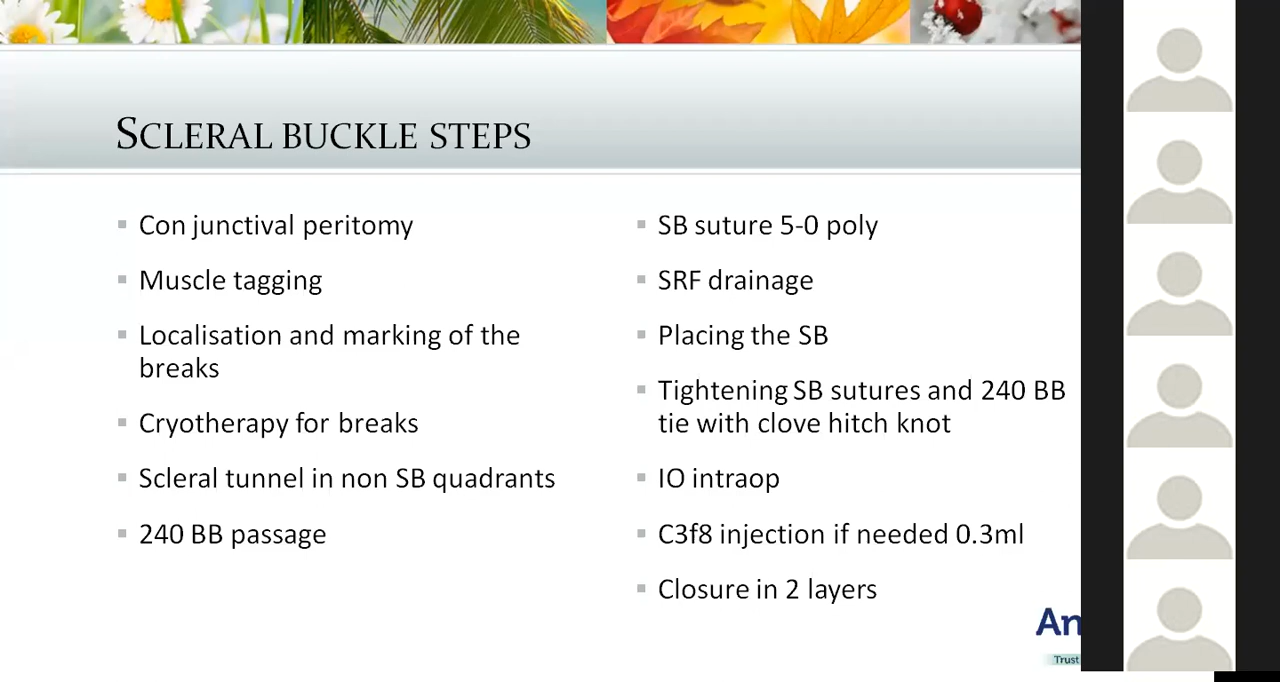 SCLERAL BUCKLE STEPS
Con junctival peritomy
Muscle tagging
Localisation and marking of the
breaks
Cryotherapy for breaks
Scleral tunnel in non SB quadrants
240 BB passage
SB suture 5-0 poly
SRF drainage
Placing the SB
Tightening SB sutures and 240 BB
tie with clove hitch knot
IO intraop
C3f8 injection if needed 0.3ml
Closure in 2 layers
An
Trust